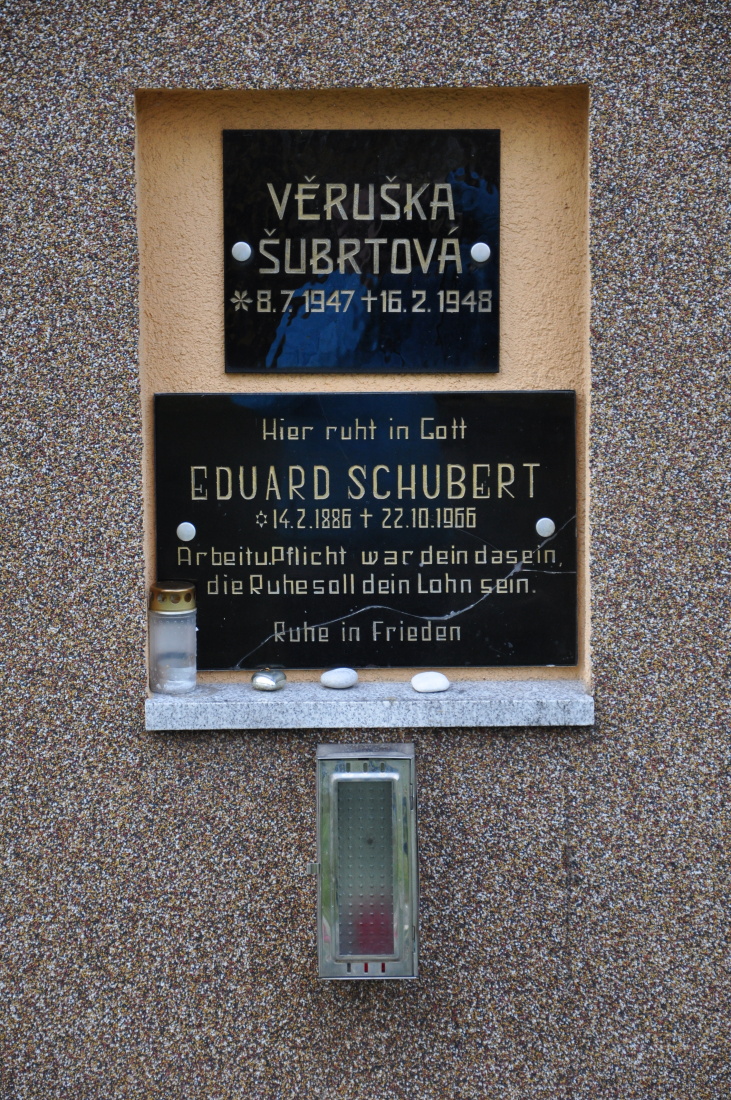 VĚRUŠKA
ŠUBRTOVÁ
* 8.7.1947 + 16.2.1948
Hier ruht in Gott
EDUARD SCHUBERT
* 14.2.1886 + 22.10.1966
Arbeit u. Pflicht war dein dasein,
die Ruhe soll dein Lohn sein.
Ruhe in Frieden